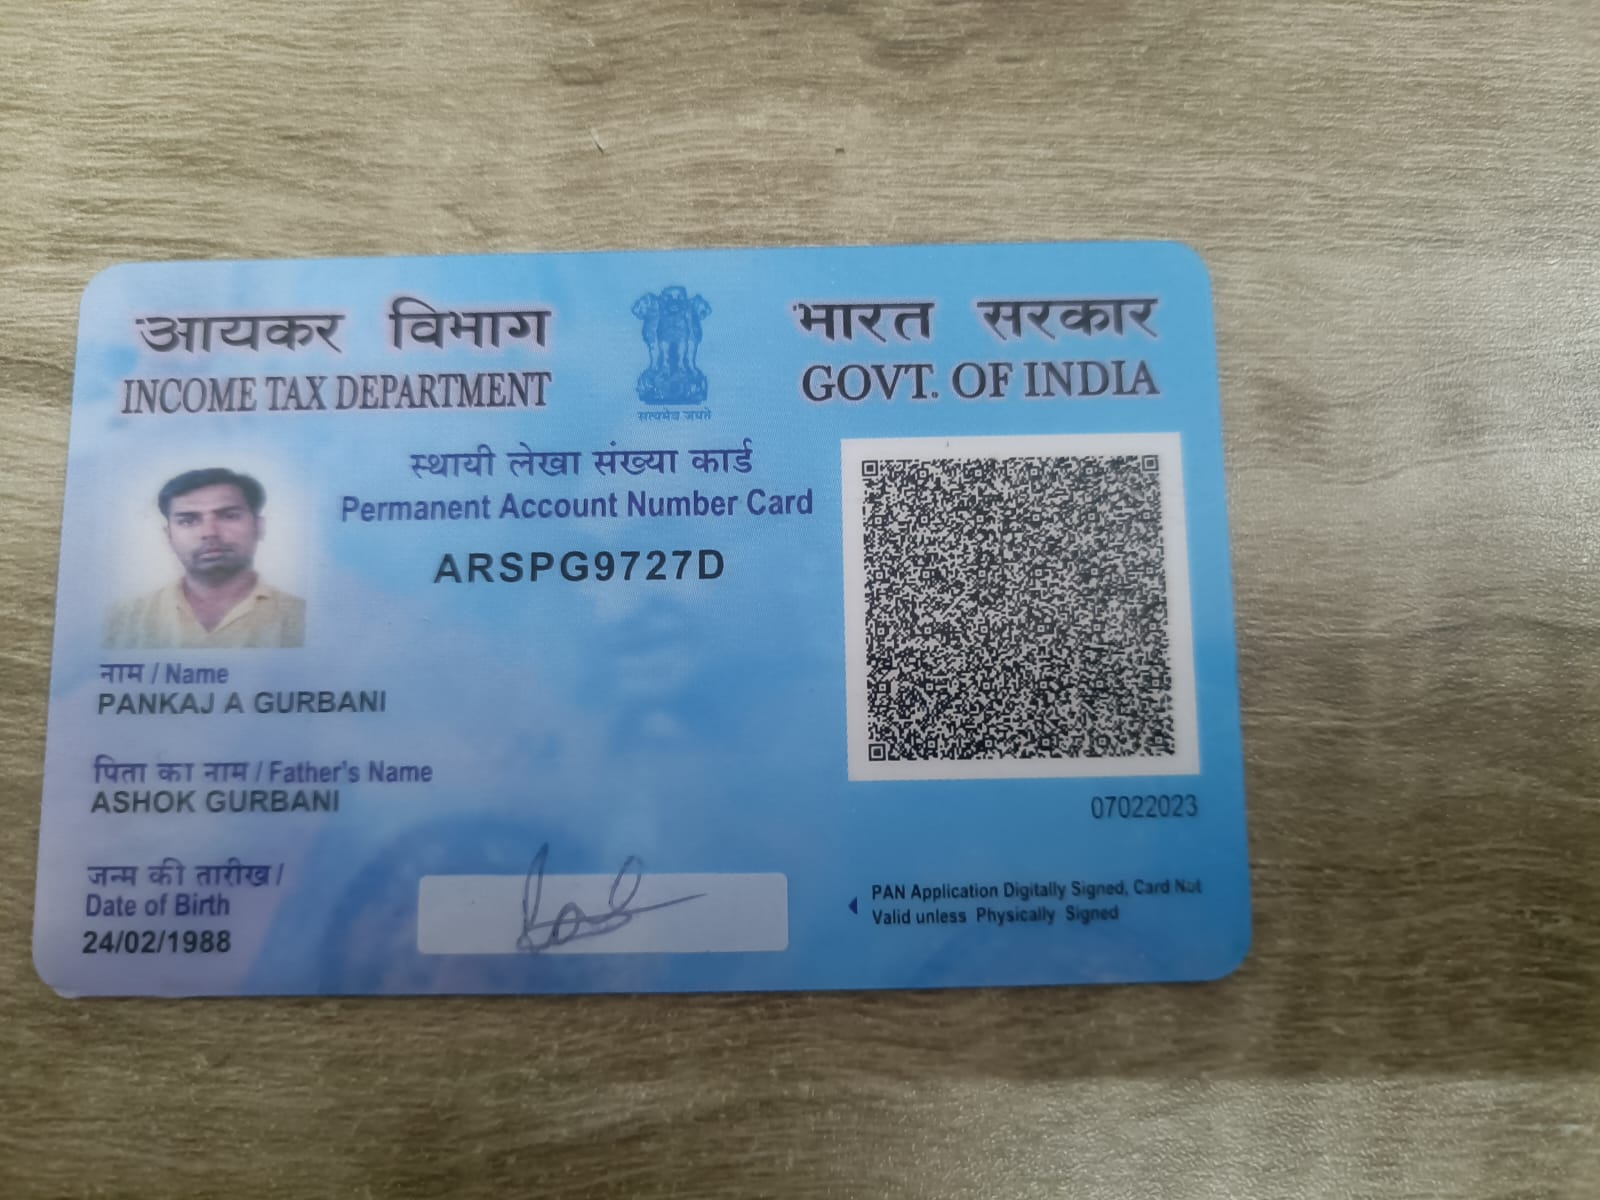 आयकर विभाग
INCOME TAX DEPARTMENT
सत्यमेव जयते
भारत सरकार
GOVT. OF INDIA
स्थायी लेखा संख्या कार्ड
Permanent Account Number Card
ARSPG9727D
नाम / Name
PANKAJ A GURBANI
पिता का नाम / Father's Name
ASHOK GURBANI
जन्म की तारीख /
Date of Birth
24/02/1988
07022023
PAN Application Digitally Signed, Card Not
Valid unless Physically Signed